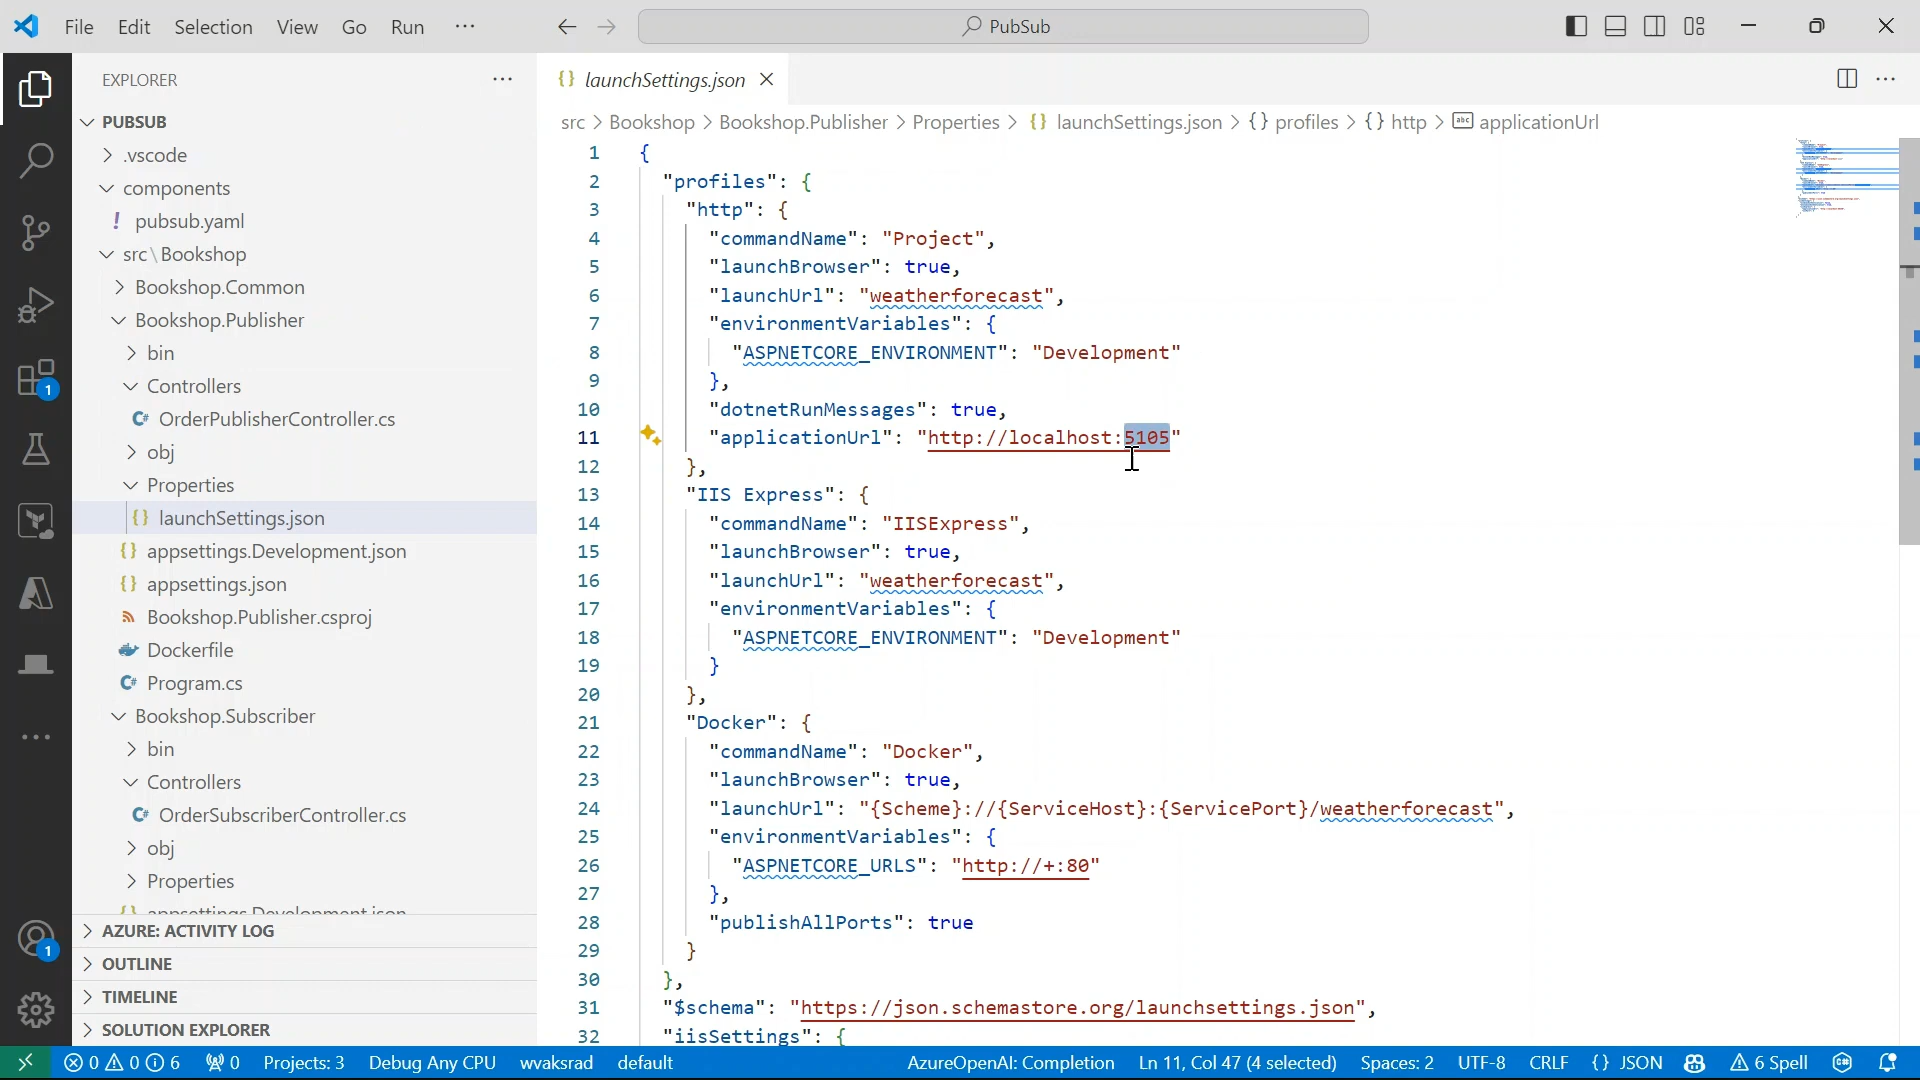 File Edit Selection View Go Run ···
PubSub
EXPLORER
PUBSUB
.vscode
components
! pubsub.yaml
src\Bookshop
Bookshop.Common
Bookshop.Publisher
bin
Controllers
C# OrderPublisherController.cs
obj
Properties
{} launchSettings.json
{} appsettings.Development.json
{} appsettings.json
Bookshop.Publisher.csproj
Dockerfile
C# Program.cs
Bookshop.Subscriber
bin
Controllers
C# OrderSubscriberController.cs
obj
Properties
{} appsettings.Development.json
AZURE: ACTIVITY LOG
OUTLINE
TIMELINE
SOLUTION EXPLORER
1
1
{} launchSettings.json
src > Bookshop > Bookshop.Publisher > Properties > {} launchSettings.json > {} profiles > {} http > abc applicationUrl
1 {
2 "profiles": {
3 "http": {
4 "commandName": "Project",
5 "launchBrowser": true,
6 "launchUrl": "weatherforecast",
7 "environmentVariables": {
8 "ASPNETCORE_ENVIRONMENT": "Development"
9 },
10 "dotnetRunMessages": true,
11 "applicationUrl": "http://localhost:5105"
12 },
13 "IIS Express": {
14 "commandName": "IISExpress",
15 "launchBrowser": true,
16 "launchUrl": "weatherforecast",
17 "environmentVariables": {
18 "ASPNETCORE_ENVIRONMENT": "Development"
19 }
20 },
21 "Docker": {
22 "commandName": "Docker",
23 "launchBrowser": true,
24 "launchUrl": "{Scheme}://{ServiceHost}:{ServicePort}/weatherforecast",
25 "environmentVariables": {
26 "ASPNETCORE_URLS": "http://+:80"
27 },
28 "publishAllPorts": true
29 }
30 },
31 "$schema": "https://json.schemastore.org/launchsettings.json",
32 "iisSettings": {
0 0 6 0 Projects: 3 Debug Any CPU wvaksrad default AzureOpenAI: Completion Ln 11, Col 47 (4 selected) Spaces: 2 UTF-8 CRLF {} JSON 6 Spell